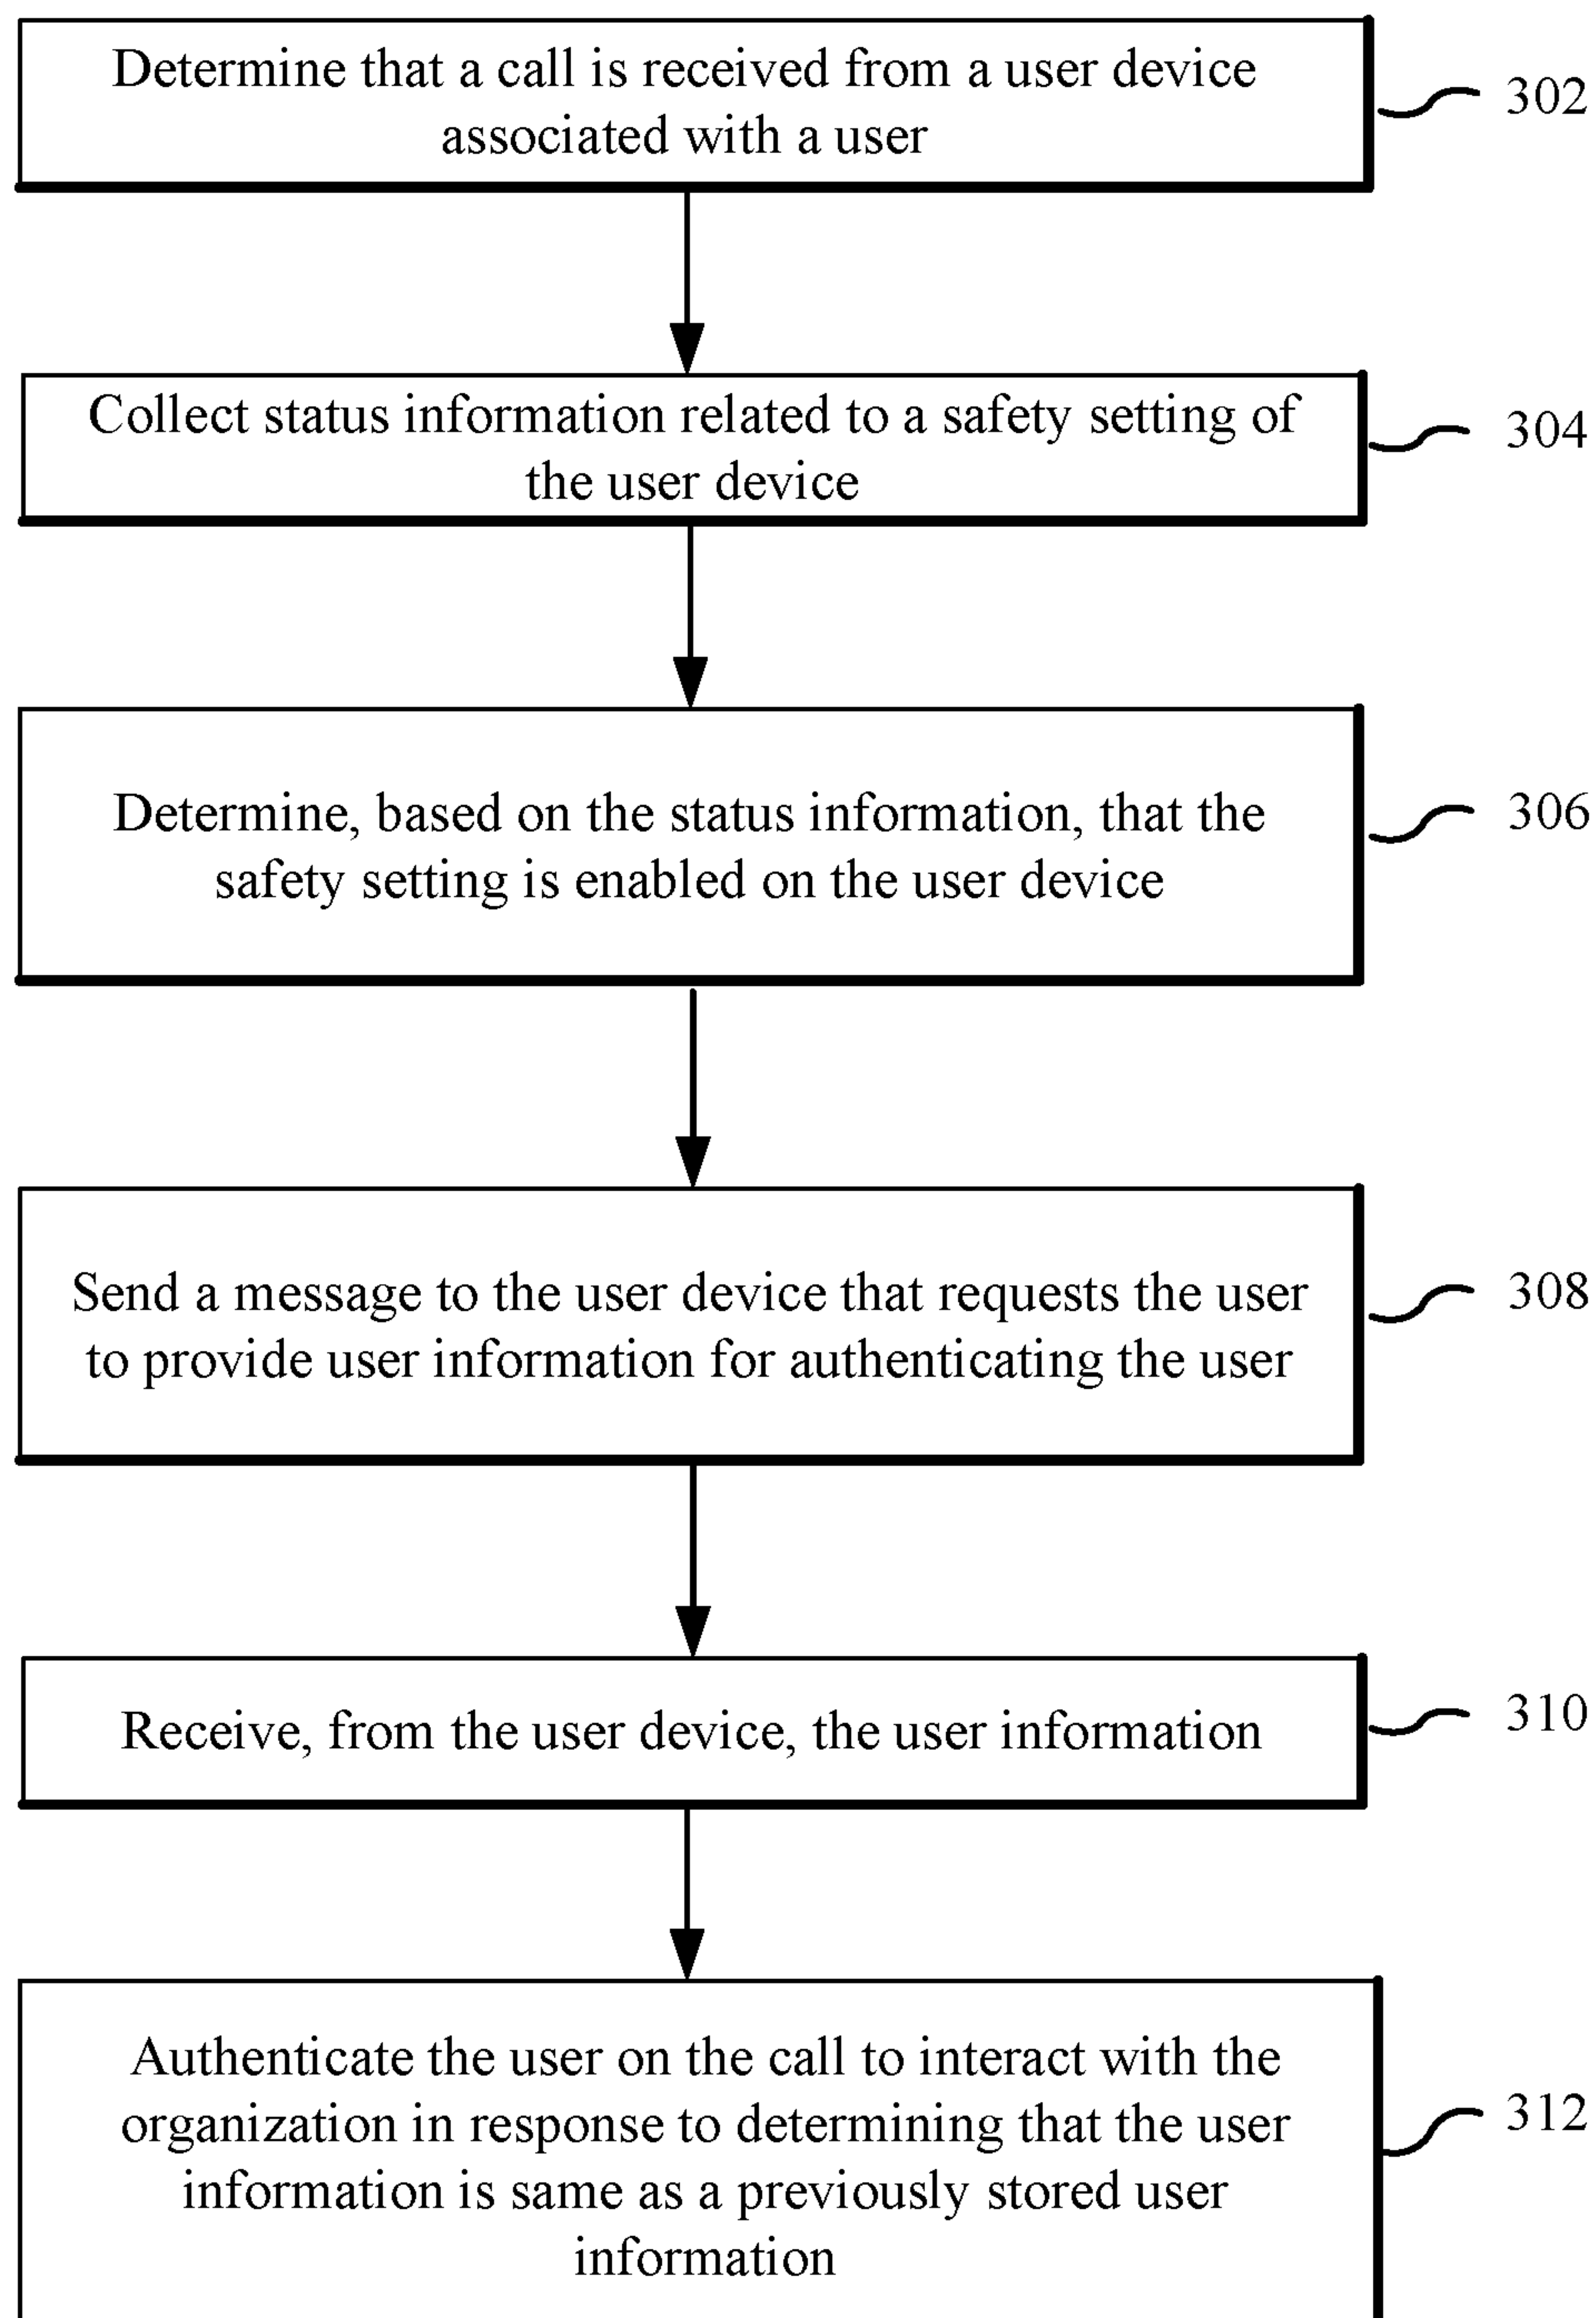 Determine that a call is received from a user device
associated with a user
302
Collect status information related to a safety setting of
the user device
304
Determine, based on the status information, that the
safety setting is enabled on the user device
306
Send a message to the user device that requests the user
to provide user information for authenticating the user
308
Receive, from the user device, the user information
310
Authenticate the user on the call to interact with the
organization in response to determining that the user
information is same as a previously stored user
information
312